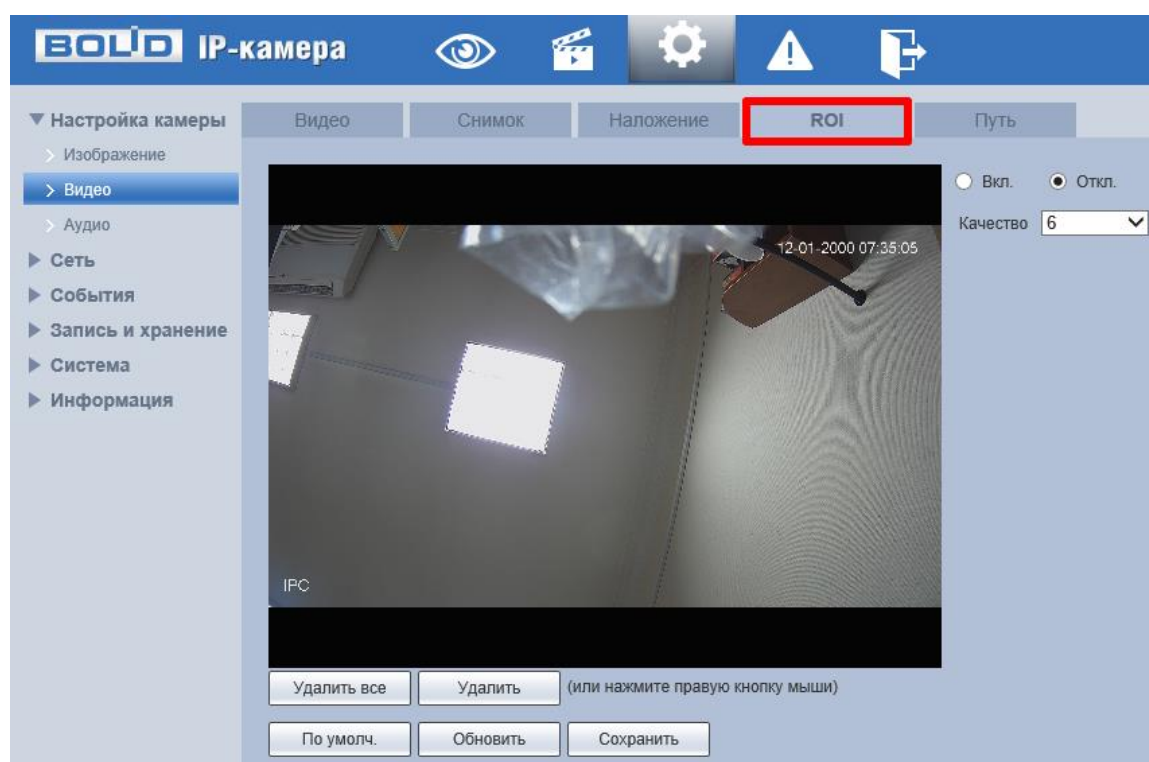 BOLID IP-камера
Настройка камеры
Изображение
Видео
Аудио
Сеть
События
Запись и хранение
Система
Информация
Видео Снимок Наложение ROI Путь
12-01-2000 07:35:05
IPC
Вкл. Откл.
Качество 6
Удалить все Удалить (или нажмите правую кнопку мыши)
По умолч. Обновить Сохранить